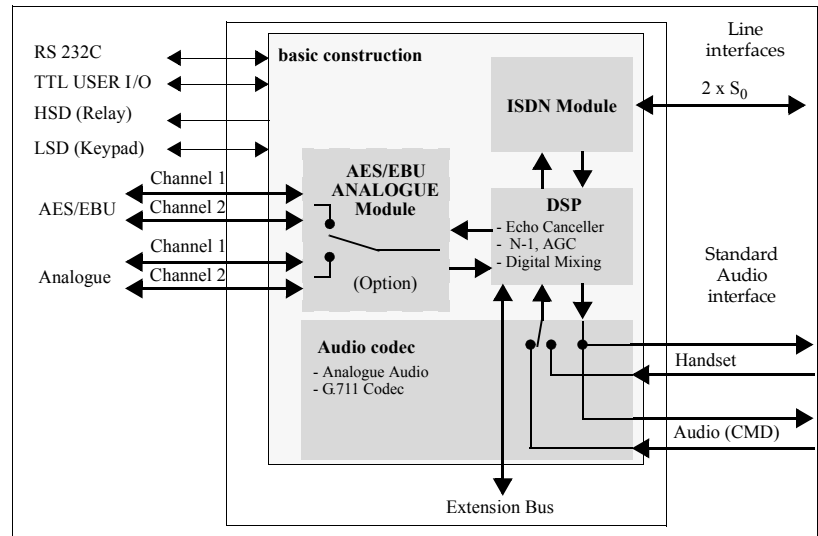 RS 232C
TTL USER I/O
HSD (Relay)
LSD (Keypad)
AES/EBU
Channel 1
Channel 2
Analogue
Channel 1
Channel 2
basic construction
AES/EBU
ANALOGUE
Module
(Option)
ISDN Module
DSP
- Echo Canceller
- N-1, AGC
- Digital Mixing
Audio codec
- Analogue Audio
- G.711 Codec
Extension Bus
Line
interfaces
2 x S0
Standard
Audio
interface
Handset
Audio (CMD)